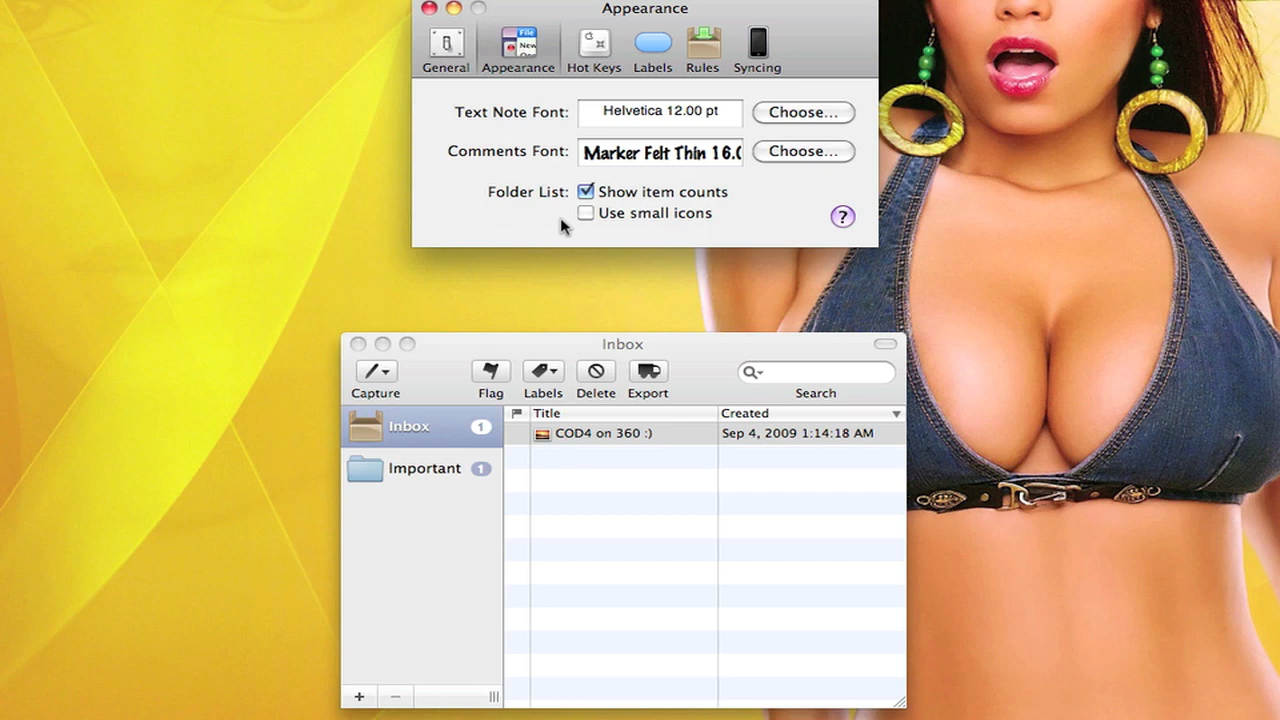 Appearance
General Appearance Hot Keys Labels Rules Syncing
Text Note Font: Helvetica 12.00 pt Choose...
Comments Font: Marker Felt Thin 16.0 Choose...
Folder List: Show item counts
Use small icons
?
Inbox
Capture Flag Labels Delete Export Search
Title Created
Inbox 1
COD4 on 360 :) Sep 4, 2009 1:14:18 AM
Important 1